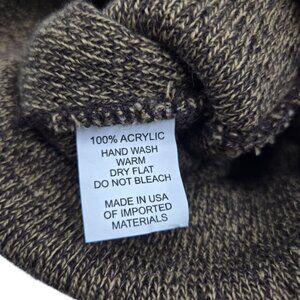 100% ACRYLIC
HAND WASH
WARM
DRY FLAT
DO NOT BLEACH
MADE IN USA
OF IMPORTED
MATERIALS